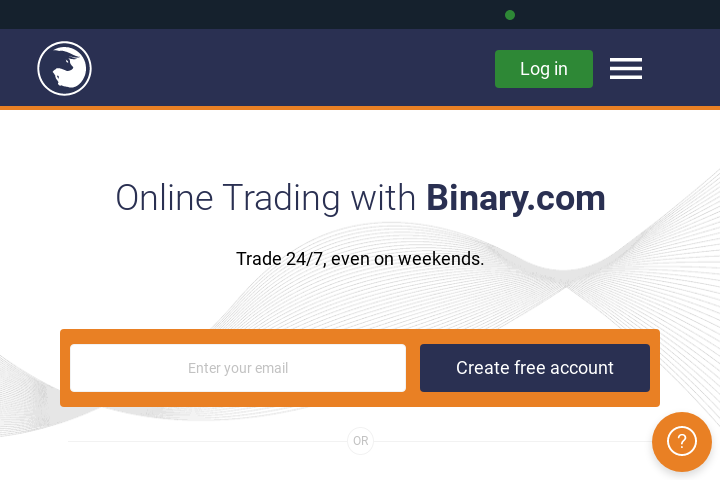 Log in
Online Trading with Binary.com
Trade 24/7, even on weekends.
Enter your email
Create free account
OR
?